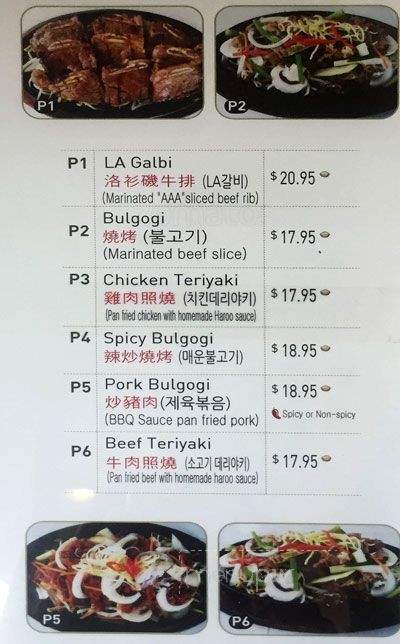 P1
P2
P1 LA Galbi
洛衫磯牛排 (LA갈비) $20.95
(Marinated "AAA"sliced beef rib)
Bulgogi
P2 燒烤 (불고기) $17.95
(Marinated beef slice)
P3 Chicken Teriyaki
雞肉照燒 (치킨데리야키) $17.95
(Pan fried chicken with homemade Haroo sauce)
P4 Spicy Bulgogi
辣炒燒烤 (매운불고기) $18.95
P5 Pork Bulgogi
炒豬肉(제육볶음) $18.95
(BBQ Sauce pan fried pork) Spicy or Non-spicy
P6 Beef Teriyaki
牛肉照燒 (소고기 데리야키) $17.95
(Pan fried beef with homemade haroo sauce)
P5
P6